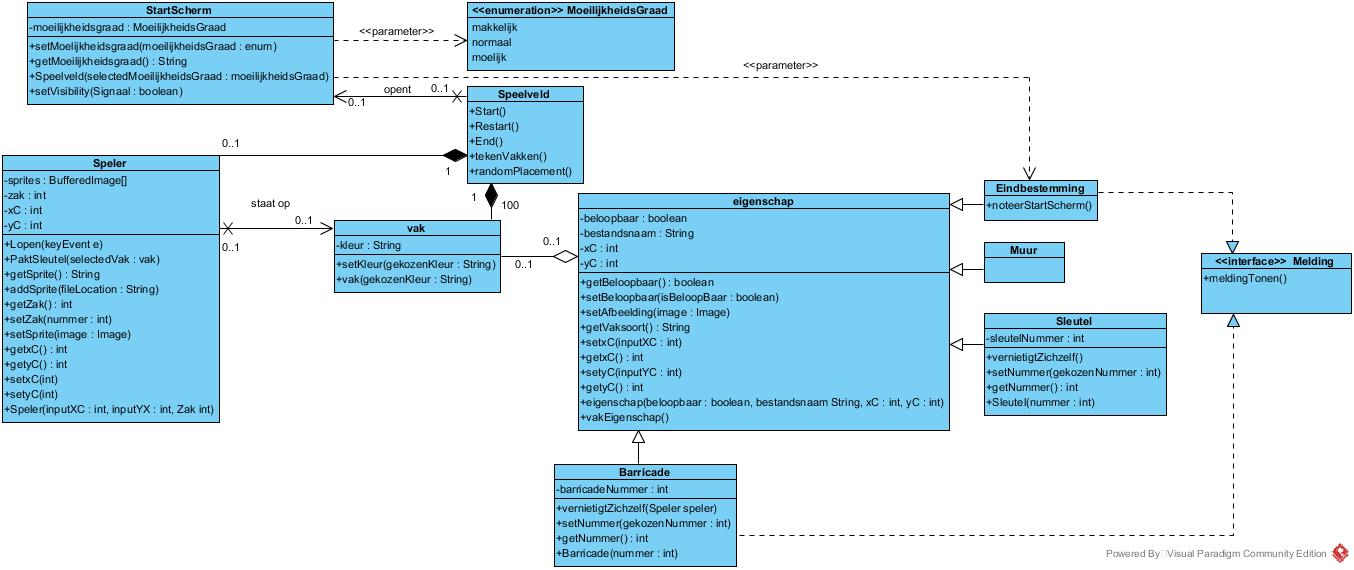 StartScherm
-moeilijkheidsgraad : MoeilijkheidsGraad
+setMoelijkheidsgraad(moeilijkheidsGraad : enum)
+getMoelijkheidsgraad() : String
+Speelveld(selectedMoeilijkheidsGraad : moeilijkheidsGraad)
+setVisibility(Signaal : boolean)
<<parameter>>
<<enumeration>> MoeilijkheidsGraad
makkelijk
normaal
moelijk
<<parameter>>
opent
0..1
0..1
Speelveld
+Start()
+Restart()
+End()
+tekenVakken()
+randomPlacement()
0..1
1
1
100
Speler
-sprites : BufferedImage[]
-zak : int
-xC : int
-yC : int
+Lopen(keyEvent e)
+PaktSleutel(selectedVak : vak)
+getSprite() : String
+addSprite(fileLocation : String)
+getZak() : int
+setZak(nummer : int)
+setSprite(image : Image)
+getxC() : int
+getyC() : int
+setxC(int)
+setyC(int)
+Speler(inputXC : int, inputYX : int, Zak int)
staat op
0..1
0..1
vak
-kleur : String
+setKleur(gekozenKleur : String)
+vak(gekozenKleur : String)
0..1
0..1
eigenschap
-beloopbaar : boolean
-bestandsnaam : String
-xC : int
-yC : int
+getBeloopbaar() : boolean
+setBeloopbaar(isBeloopBaar : boolean)
+setAfbeelding(image : Image)
+getVaksoort() : String
+setxC(inputXC : int)
+getxC() : int
+setyC(inputYC : int)
+getyC() : int
+eigenschap(beloopbaar : boolean, bestandsnaam String, xC : int, yC : int)
+vakEigenschap()
Eindbestemming
+noteerStartScherm()
Muur
Sleutel
-sleutelNummer : int
+vernietigtZichzelf()
+setNummer(gekozenNummer : int)
+getNummer() : int
+Sleutel(nummer : int)
<<interface>> Melding
+meldingTonen()
Barricade
-barricadeNummer : int
+vernietigtZichzelf(Speler speler)
+setNummer(gekozenNummer : int)
+getNummer() : int
+Barricade(nummer : int)
Powered By Visual Paradigm Community Edition